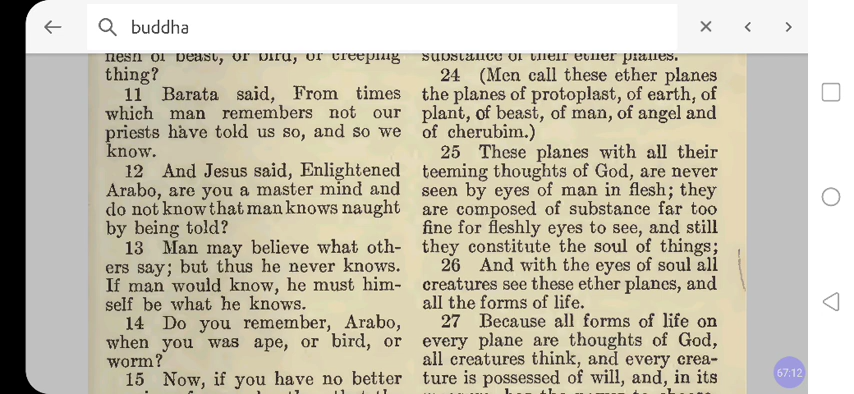 buddha
flesh of beast, or bird, or creeping
thing?
11 Barata said, From times
which man remembers not our
priests have told us so, and so we
know.
12 And Jesus said, Enlightened
Arabo, are you a master mind and
do not know that man knows naught
by being told?
13 Man may believe what oth-
ers say; but thus he never knows.
If man would know, he must him-
self be what he knows.
14 Do you remember, Arabo,
when you was ape, or bird, or
worm?
15 Now, if you have no better
substance of their ether planes.
24 (Men call these ether planes
the planes of protoplast, of earth, of
plant, of beast, of man, of angel and
of cherubim.)
25 These planes with all their
teeming thoughts of God, are never
seen by eyes of man in flesh; they
are composed of substance far too
fine for fleshly eyes to see, and still
they constitute the soul of things;
26 And with the eyes of soul all
creatures see these ether planes, and
all the forms of life.
27 Because all forms of life on
every plane are thoughts of God,
all creatures think, and every crea-
ture is possessed of will, and, in its
67:12